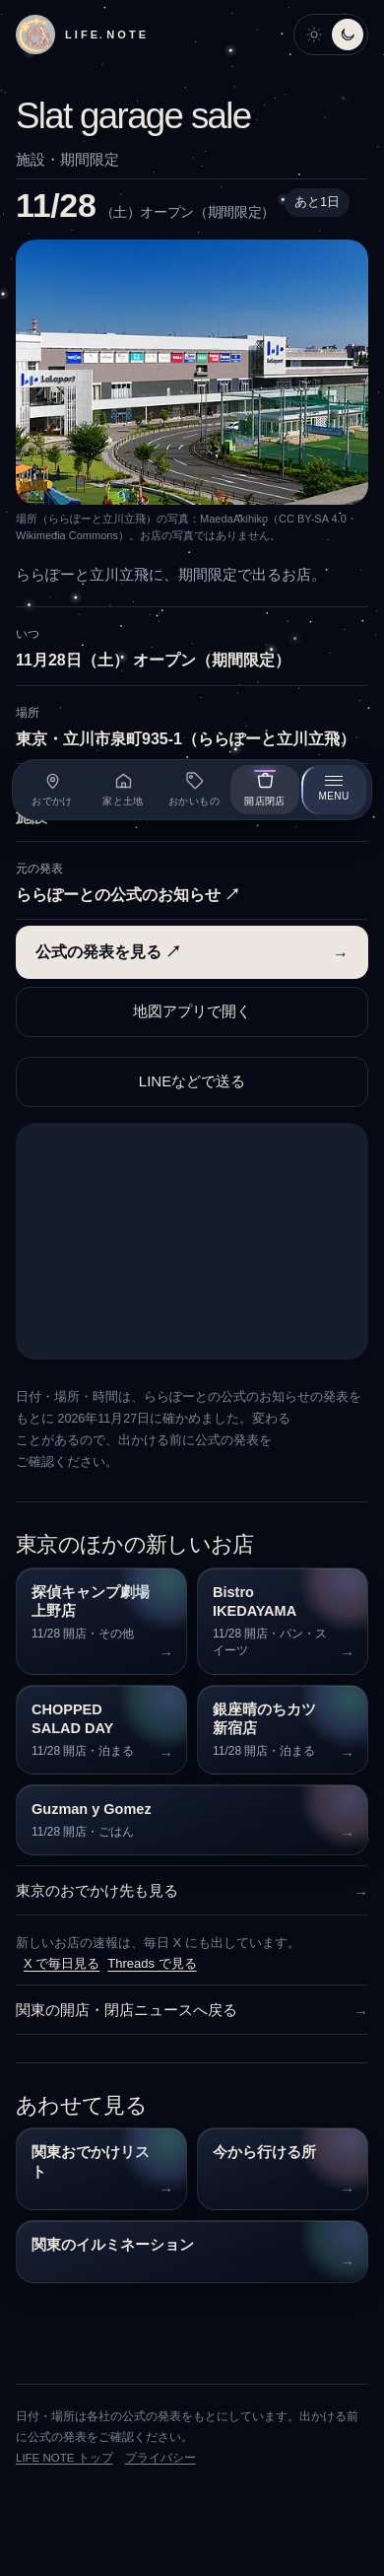 LIFE. NOTE
Slat garage sale
施設・期間限定
11/28 （土）オープン（期間限定） あと1日
LaLaport
場所（ららぽーと立川立飛）の写真：MaedaAkihiko（CC BY-SA 4.0・
Wikimedia Commons）。お店の写真ではありません。
ららぽーと立川立飛に、期間限定で出るお店。
いつ
11月28日（土） オープン（期間限定）
場所
東京・立川市泉町935-1（ららぽーと立川立飛）
おでかけ 家と土地 おかいもの 開店閉店 MENU
施設
元の発表
ららぽーとの公式のお知らせ ↗
公式の発表を見る ↗ →
地図アプリで開く
LINEなどで送る
日付・場所・時間は、ららぽーとの公式のお知らせの発表を
もとに 2026年11月27日に確かめました。変わる
ことがあるので、出かける前に公式の発表を
ご確認ください。
東京のほかの新しいお店
探偵キャンプ劇場
上野店
11/28 開店・その他
→
Bistro
IKEDAYAMA
11/28 開店・パン・ス
イーツ
→
CHOPPED
SALAD DAY
11/28 開店・泊まる
→
銀座晴のちカツ
新宿店
11/28 開店・泊まる
→
Guzman y Gomez
11/28 開店・ごはん
→
東京のおでかけ先も見る →
新しいお店の速報は、毎日 X にも出しています。
X で毎日見る Threads で見る
関東の開店・閉店ニュースへ戻る →
あわせて見る
関東おでかけリス
ト
→
今から行ける所
→
関東のイルミネーション
→
日付・場所は各社の公式の発表をもとにしています。出かける前
に公式の発表をご確認ください。
LIFE NOTE トップ プライバシー